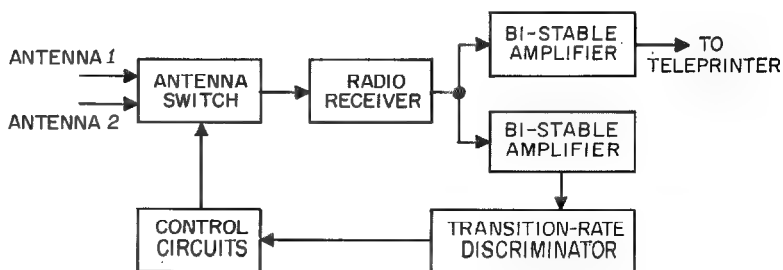 ANTENNA 1
ANTENNA 2
ANTENNA
SWITCH
RADIO
RECEIVER
BI-STABLE
AMPLIFIER
TO
TELEPRINTER
BI-STABLE
AMPLIFIER
CONTROL
CIRCUITS
TRANSITION-RATE
DISCRIMINATOR